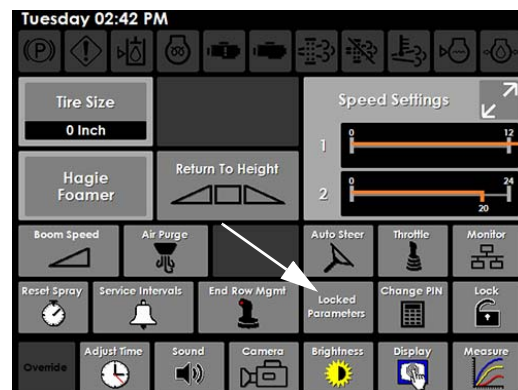 Tuesday 02:42 PM
(P)
Tire Size
0 Inch
Speed Settings
1
0
12
Hagie
Foamer
Return To Height
2
0
24
20
Boom Speed
Air Purge
Auto Steer
Throttle
Monitor
Reset Spray
Service Intervals
End Row Mgmt
Locked
Parameters
Change PIN
Lock
Override
Adjust Time
Sound
Camera
Brightness
Display
Measure